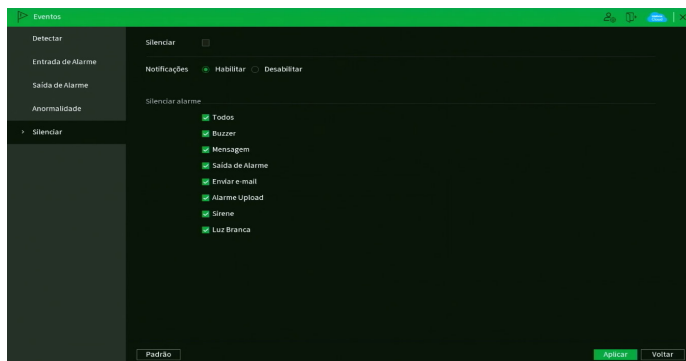 Eventos
Detectar
Entrada de Alarme
Saída de Alarme
Anormalidade
Silenciar
Silenciar
Notificações Habilitar Desabilitar
Silenciar alarme
Todos
Buzzer
Mensagem
Saída de Alarme
Enviar e-mail
Alarme Upload
Sirene
Luz Branca
Padrão Aplicar Voltar